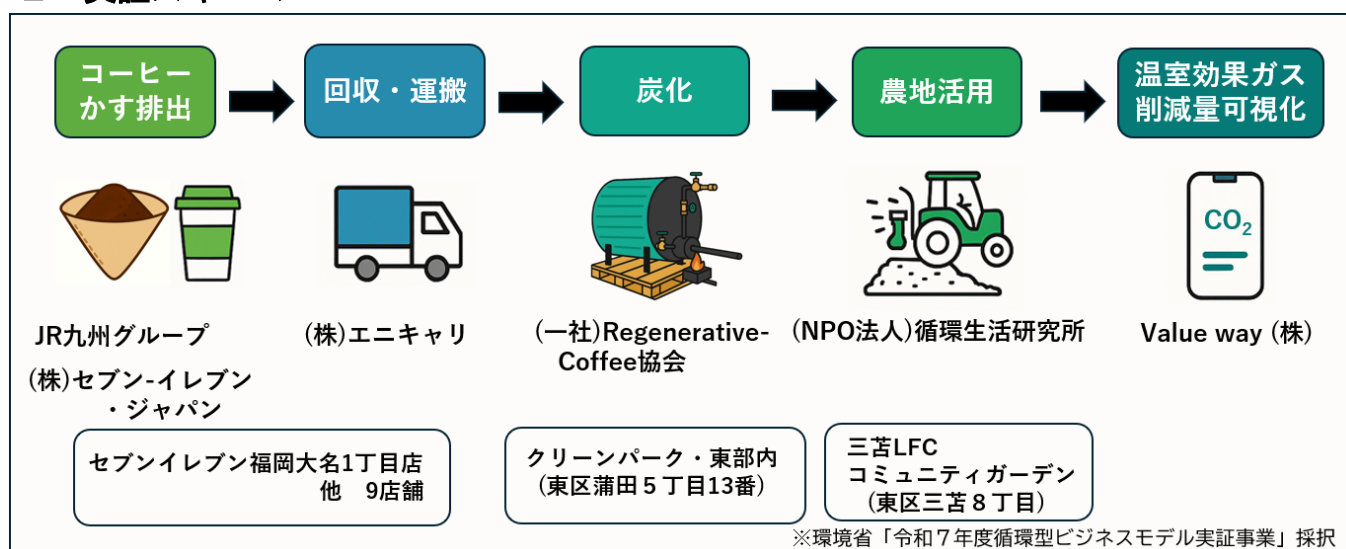 コーヒー
かす排出
回収・運搬
炭化
農地活用
温室効果ガス
削減量可視化
CO₂
JR九州グループ
(株)セブン-イレブン
・ジャパン
(株)エニキャリ
(一社)Regenerative-
Coffee協会
(NPO法人)循環生活研究所
Value way (株)
セブンイレブン福岡大名1丁目店
他　9店舗
クリーンパーク・東部内
(東区蒲田５丁目13番)
三苫LFC
コミュニティガーデン
(東区三苫８丁目)
※環境省「令和７年度循環型ビジネスモデル実証事業」採択